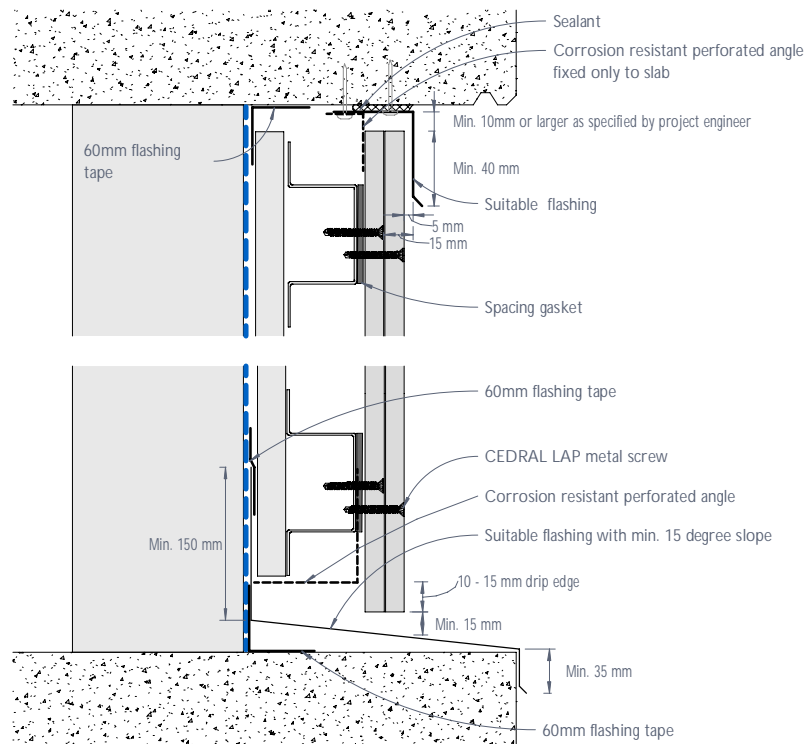 Sealant
Corrosion resistant perforated angle
fixed only to slab
Min. 10mm or larger as specified by project engineer
60mm flashing
tape
Min. 40 mm
Suitable flashing
5 mm
15 mm
Spacing gasket
60mm flashing tape
CEDRAL LAP metal screw
Corrosion resistant perforated angle
Min. 150 mm
Suitable flashing with min. 15 degree slope
10 - 15 mm drip edge
Min. 15 mm
Min. 35 mm
60mm flashing tape